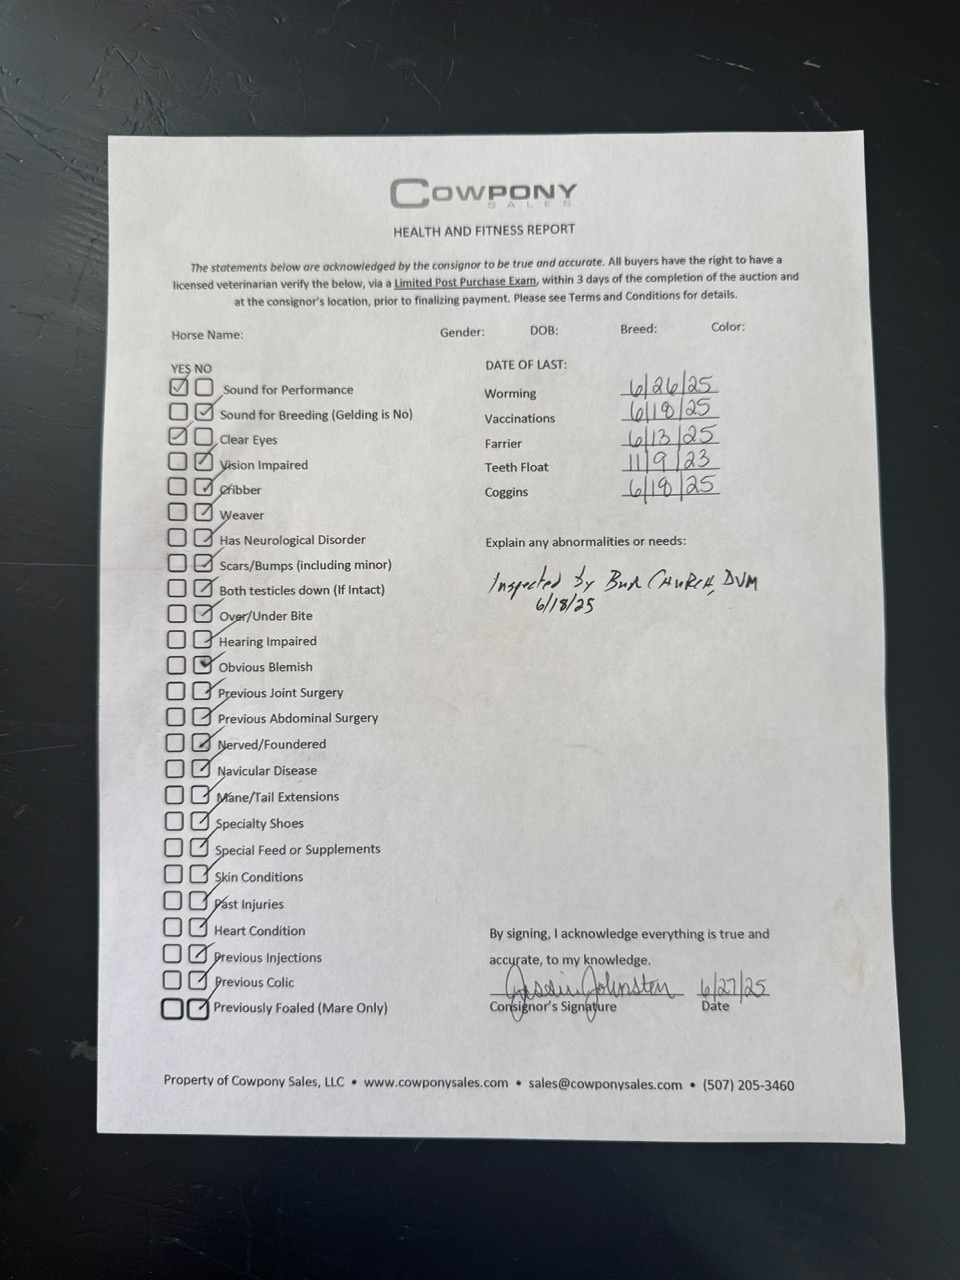 COWPONY
SALES
HEALTH AND FITNESS REPORT
The statements below are acknowledged by the consignor to be true and accurate. All buyers have the right to have a
licensed veterinarian verify the below, via a Limited Post Purchase Exam, within 3 days of the completion of the auction and
at the consignor's location, prior to finalizing payment. Please see Terms and Conditions for details.
Horse Name: Gender: DOB: Breed: Color:
YES NO
Sound for Performance
Sound for Breeding (Gelding is No)
Clear Eyes
Vision Impaired
Cribber
Weaver
Has Neurological Disorder
Scars/Bumps (including minor)
Both testicles down (If Intact)
Over/Under Bite
Hearing Impaired
Obvious Blemish
Previous Joint Surgery
Previous Abdominal Surgery
Nerved/Foundered
Navicular Disease
Mane/Tail Extensions
Specialty Shoes
Special Feed or Supplements
Skin Conditions
Past Injuries
Heart Condition
Previous Injections
Previous Colic
Previously Foaled (Mare Only)
DATE OF LAST:
Worming 6/26/25
Vaccinations 6/18/25
Farrier 6/13/25
Teeth Float 11/9/23
Coggins 6/18/25
Explain any abnormalities or needs:
Inspected by Bud Church, DVM
6/18/25
By signing, I acknowledge everything is true and
accurate, to my knowledge.
Johnston 6/27/25
Consignor's Signature Date
Property of Cowpony Sales, LLC • www.cowponysales.com • sales@cowponysales.com • (507) 205-3460